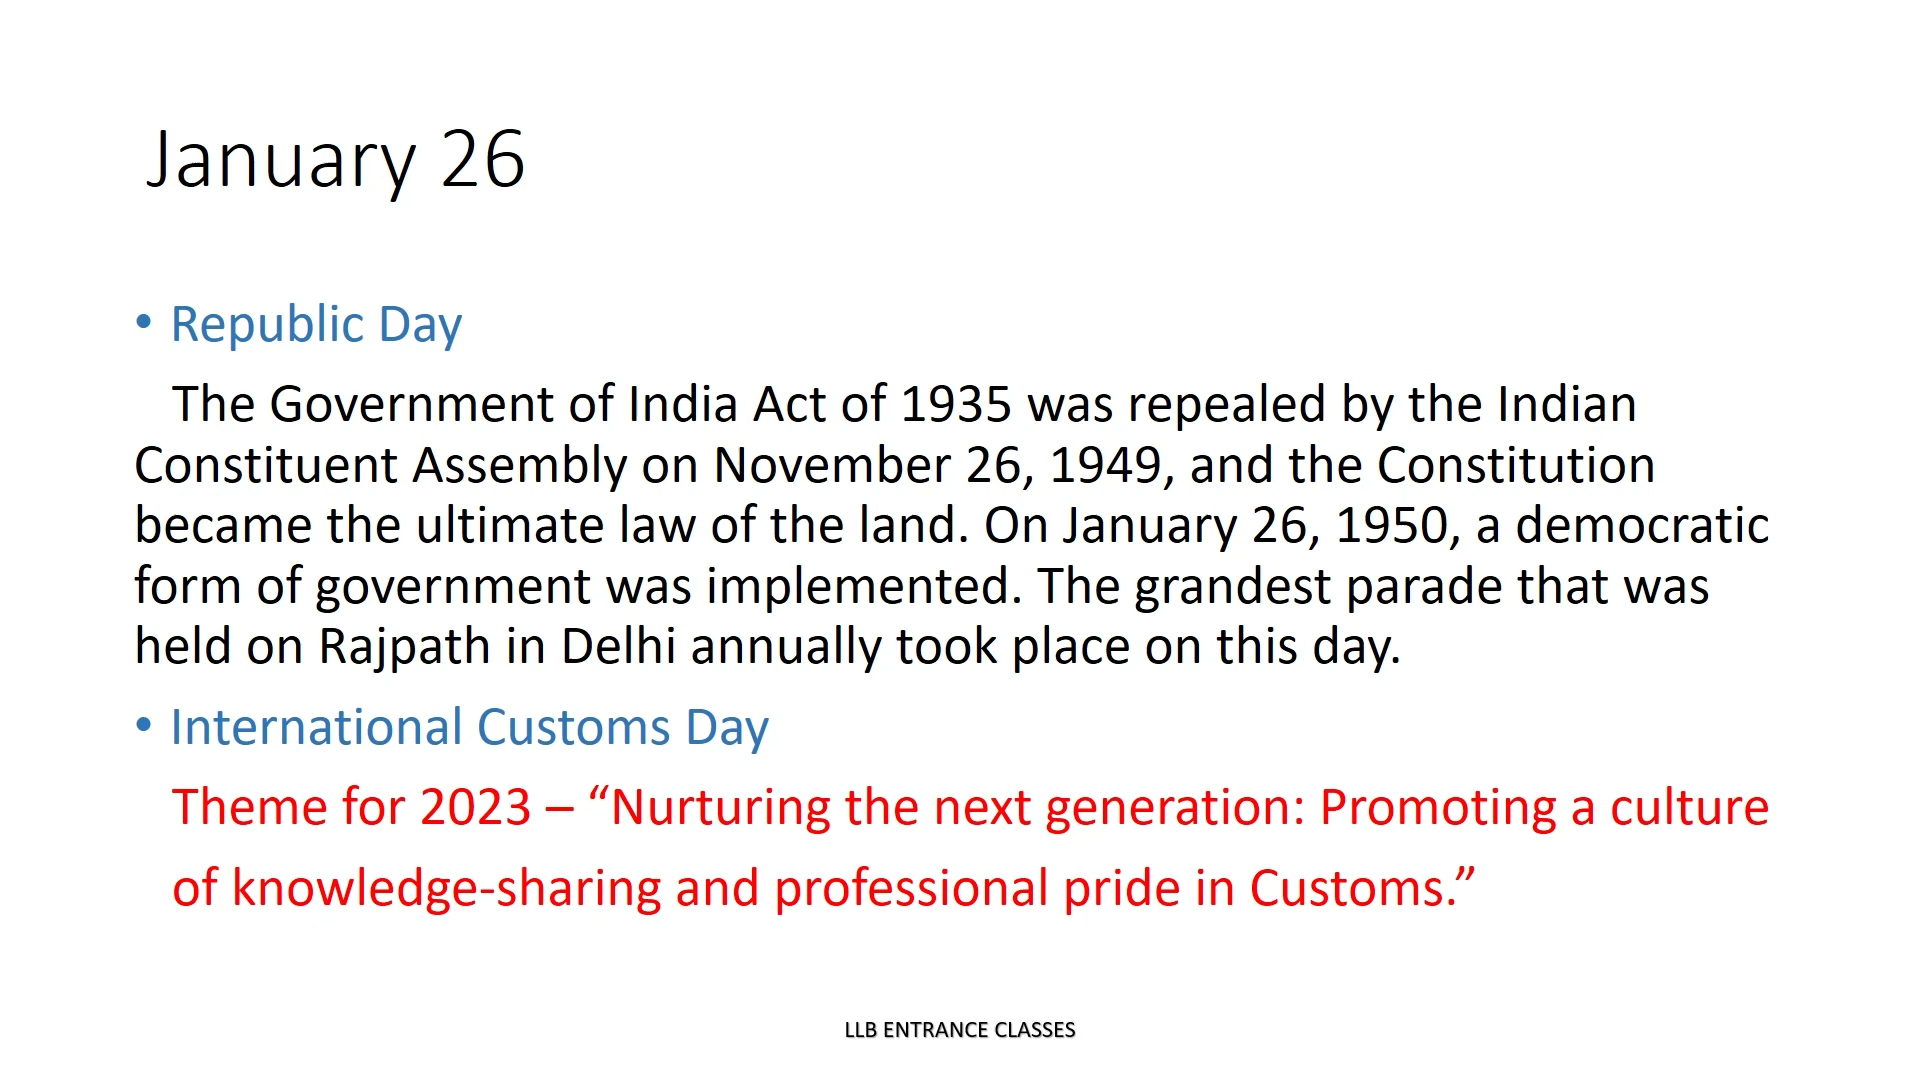 January 26
• Republic Day
The Government of India Act of 1935 was repealed by the Indian
Constituent Assembly on November 26, 1949, and the Constitution
became the ultimate law of the land. On January 26, 1950, a democratic
form of government was implemented. The grandest parade that was
held on Rajpath in Delhi annually took place on this day.
• International Customs Day
Theme for 2023 – “Nurturing the next generation: Promoting a culture
of knowledge-sharing and professional pride in Customs.”
LLB ENTRANCE CLASSES